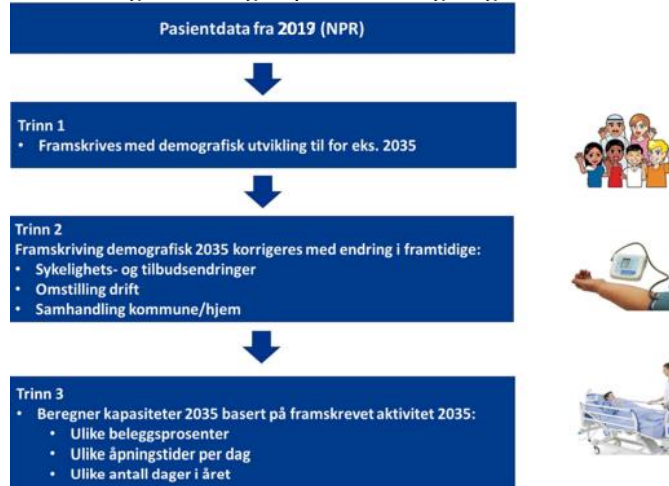 Pasientdata fra 2019 (NPR)
Trinn 1
• Framskrives med demografisk utvikling til for eks. 2035
Trinn 2
Framskriving demografisk 2035 korrigeres med endring i framtidige:
• Sykelighets- og tilbudsendringer
• Omstilling drift
• Samhandling kommune/hjem
Trinn 3
• Beregner kapasiteter 2035 basert på framskrevet aktivitet 2035:
• Ulike beleggsprosenter
• Ulike åpningstider per dag
• Ulike antall dager i året